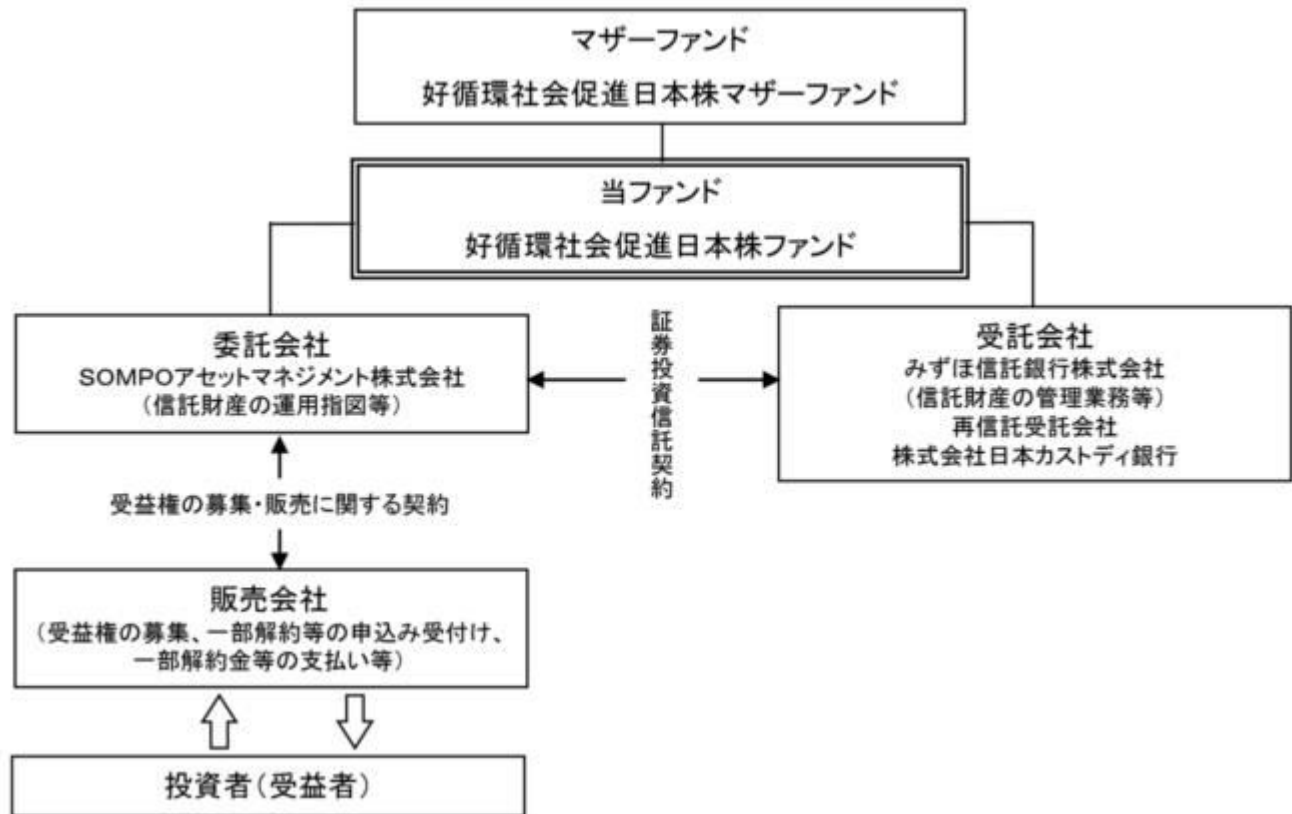 マザーファンド
好循環社会促進日本株マザーファンド
当ファンド
好循環社会促進日本株ファンド
委託会社
SOMPOアセットマネジメント株式会社
（信託財産の運用指図等）
証券投資信託契約
受託会社
みずほ信託銀行株式会社
（信託財産の管理業務等）
再信託受託会社
株式会社日本カストディ銀行
受益権の募集・販売に関する契約
販売会社
（受益権の募集、一部解約等の申込み受付け、
一部解約金等の支払い等）
投資者（受益者）